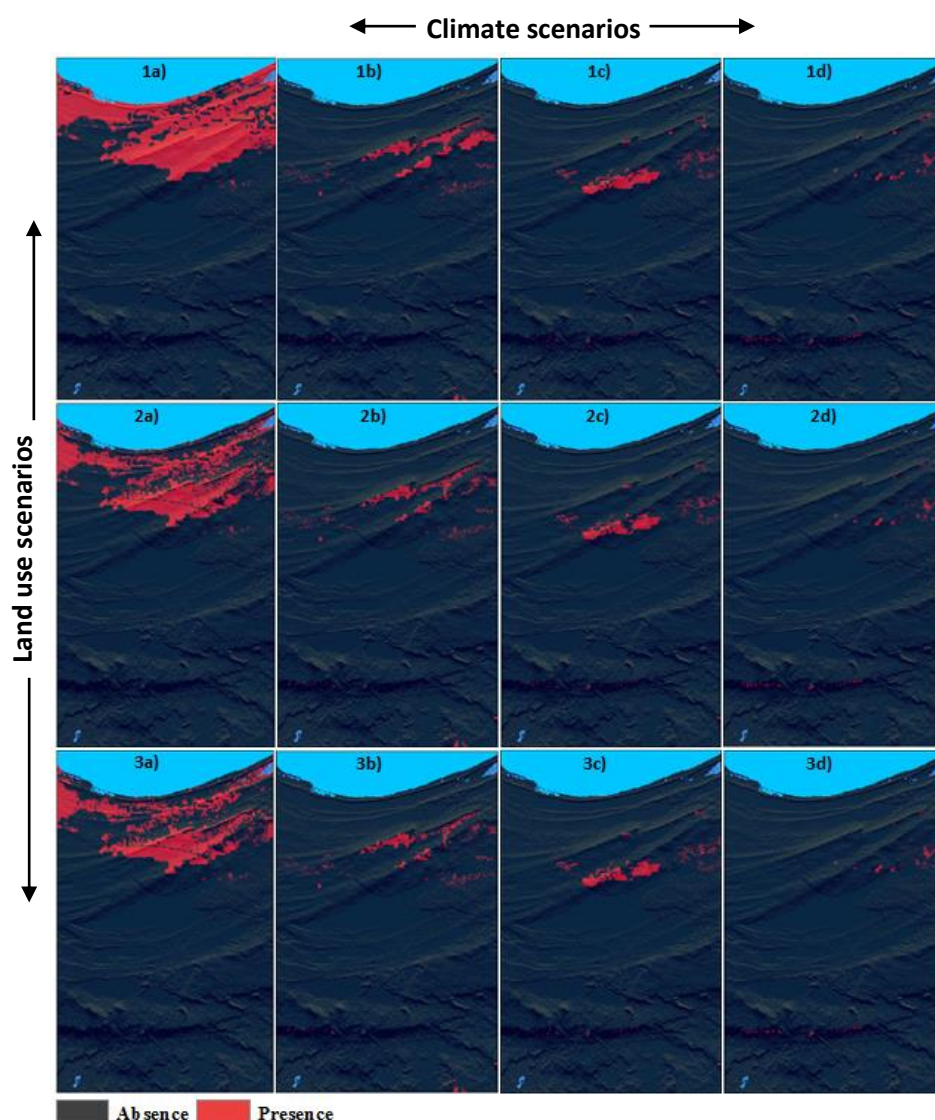 Climate scenarios
1a) 1b) 1c) 1d)
Land use scenarios
2a) 2b) 2c) 2d)
3a) 3b) 3c) 3d)
Absence Presence